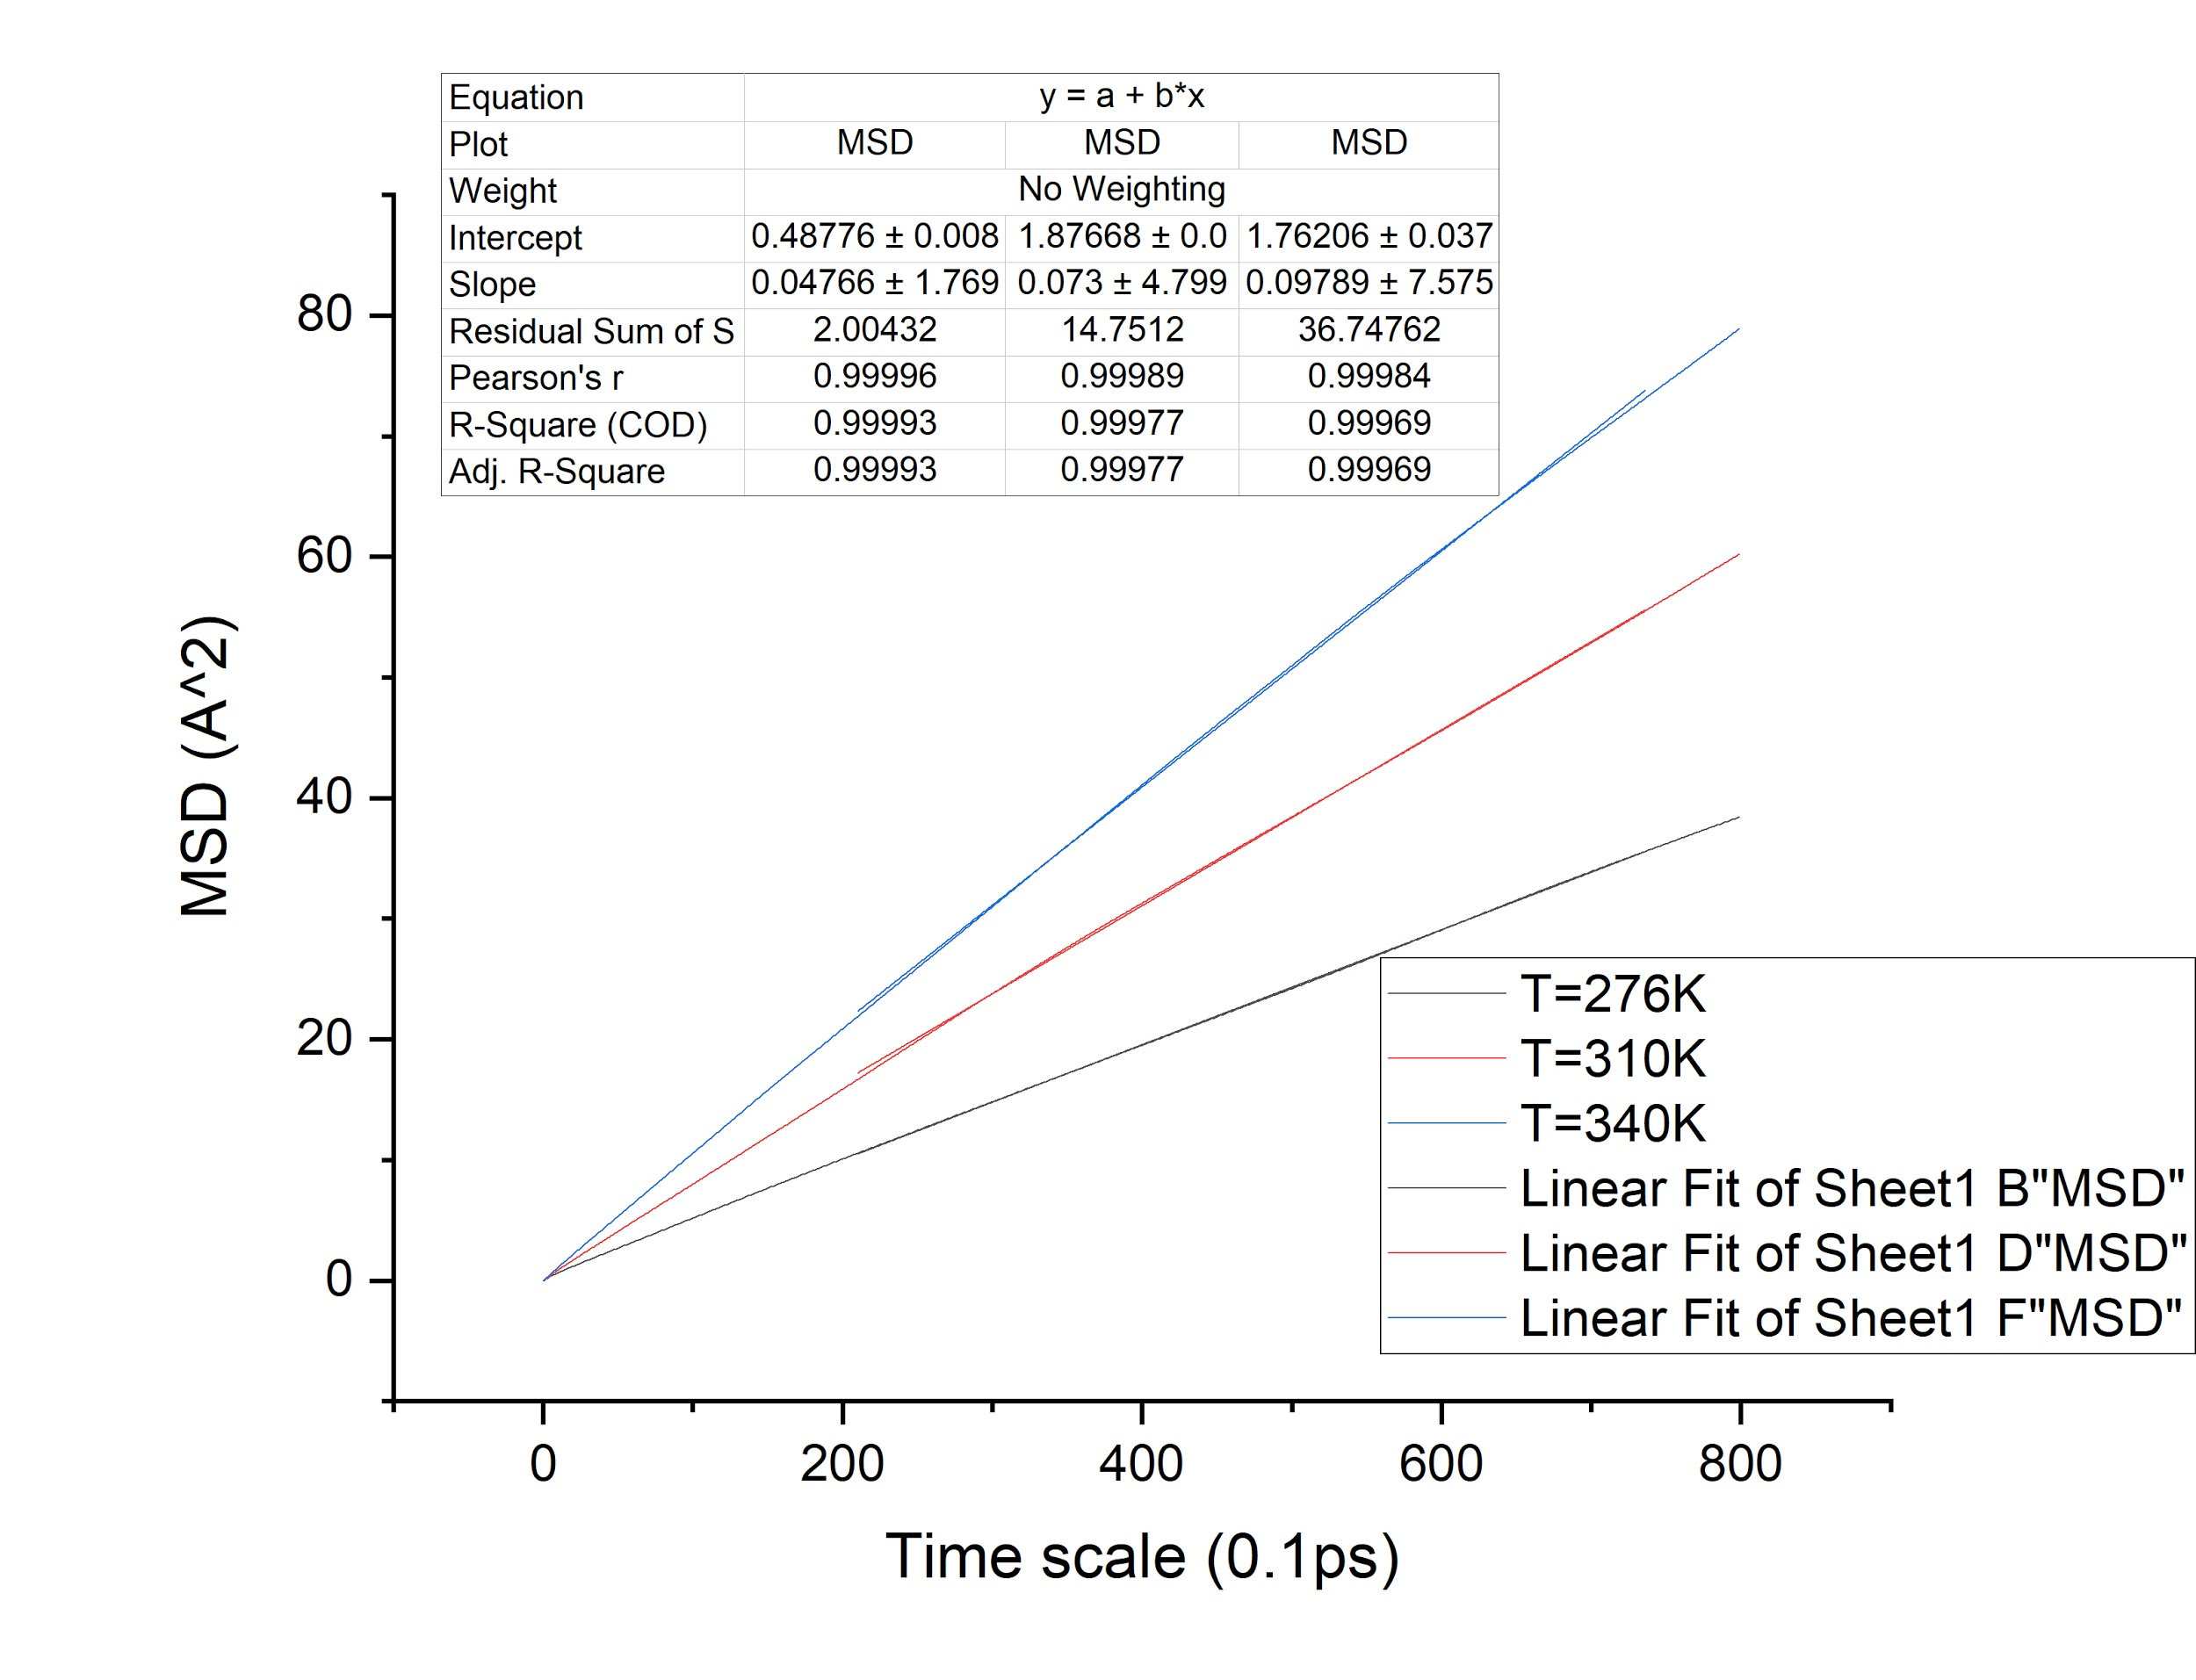 Equation y = a + b*x
Plot MSD MSD MSD
Weight No Weighting
Intercept 0.48776 ± 0.008 1.87668 ± 0.0 1.76206 ± 0.037
Slope 0.04766 ± 1.769 0.073 ± 4.799 0.09789 ± 7.575
Residual Sum of S 2.00432 14.7512 36.74762
Pearson's r 0.99996 0.99989 0.99984
R-Square (COD) 0.99993 0.99977 0.99969
Adj. R-Square 0.99993 0.99977 0.99969
80
60
40
20
0
MSD (A^2)
T=276K
T=310K
T=340K
Linear Fit of Sheet1 B"MSD"
Linear Fit of Sheet1 D"MSD"
Linear Fit of Sheet1 F"MSD"
0 200 400 600 800
Time scale (0.1ps)